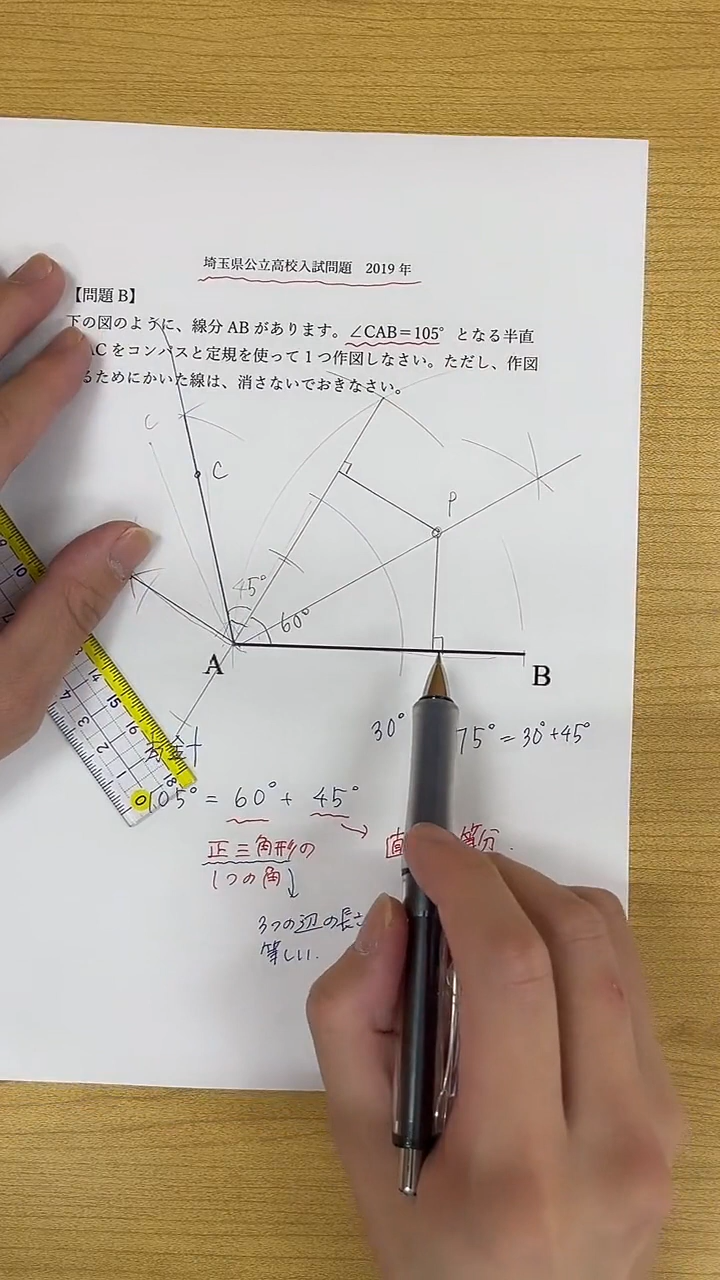 埼玉県公立高校入試問題 2019年
【問題B】
下の図のように、線分ABがあります。∠CAB=105°となる半直
ACをコンパスと定規を使って1つ作図しなさい。ただし、作図
るためにかいた線は、消さないでおきなさい。
C
C
P
45°
60°
A
B
30°
75°=30°+45°
105°=60°+45°
正三角形の
1つの角
直 等分.
3つの辺の長さ
等しい.